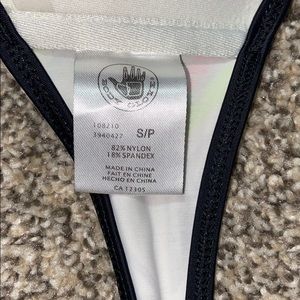 BODY GLOVE
108210
3940427
S/P
82% NYLON
18% SPANDEX
MADE IN CHINA
FAIT EN CHINE
HECHO EN CHINA
CA 12305